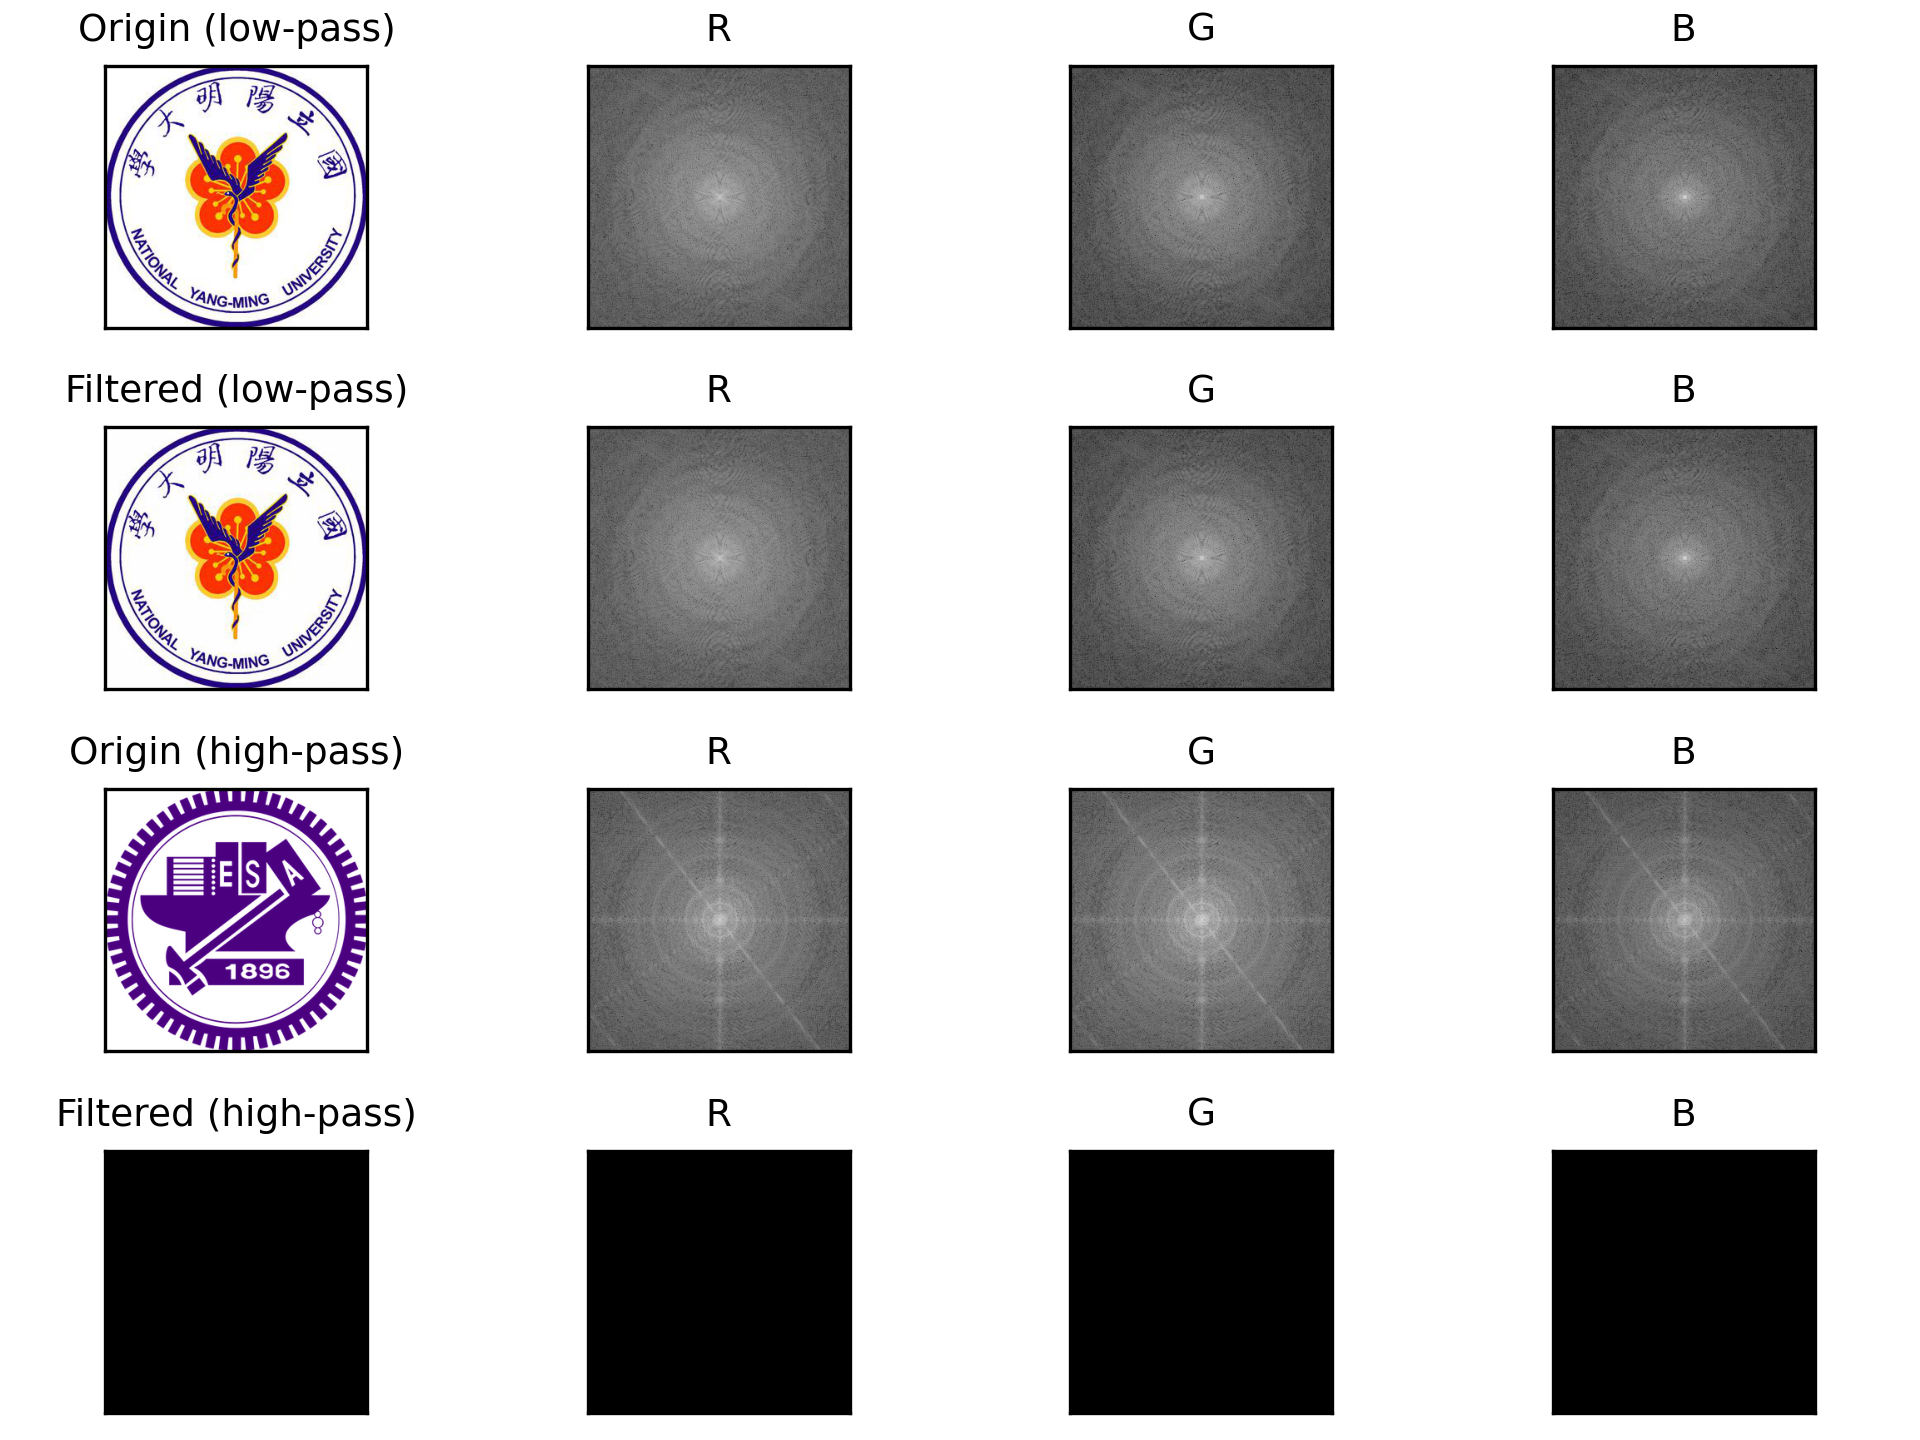 Origin (low-pass) R G B
國立陽明大學
NATIONAL YANG-MING UNIVERSITY
Filtered (low-pass) R G B
國立陽明大學
NATIONAL YANG-MING UNIVERSITY
Origin (high-pass) R G B
E S A
1896
Filtered (high-pass) R G B